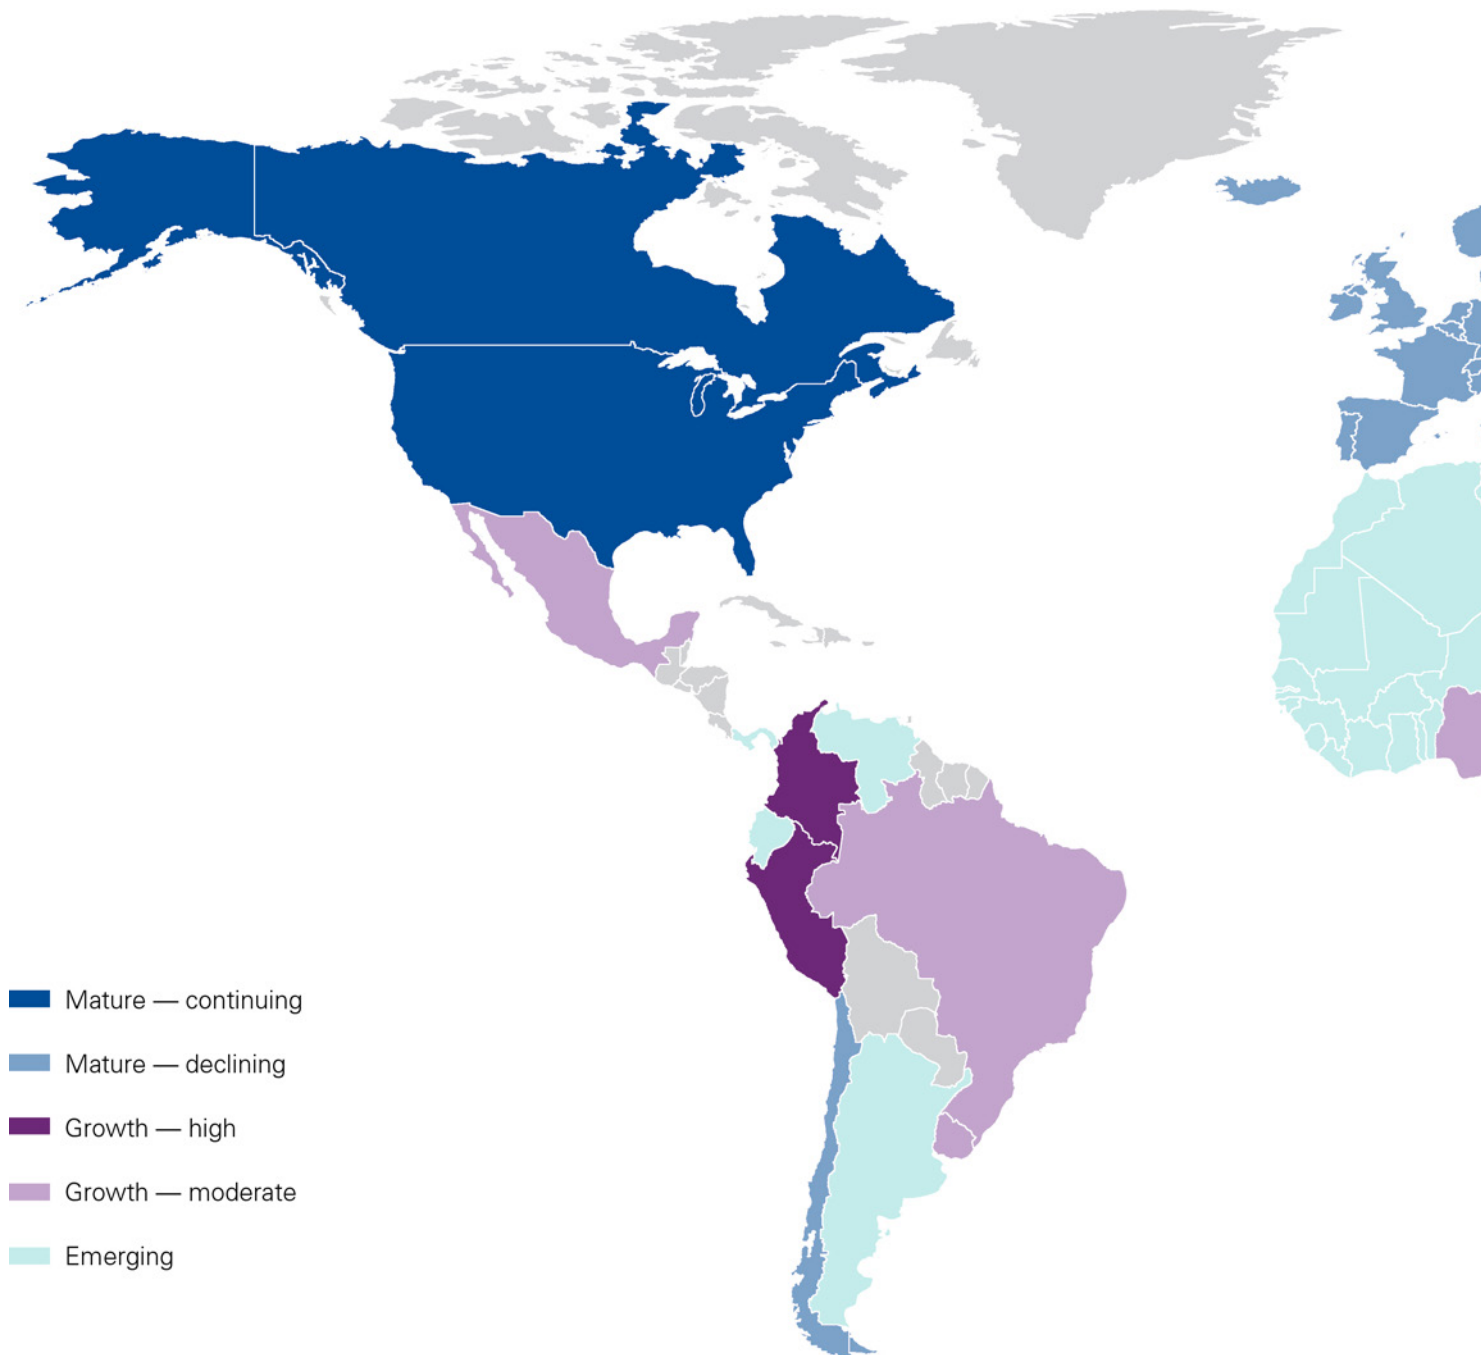 Mature — continuing
Mature — declining
Growth — high
Growth — moderate
Emerging